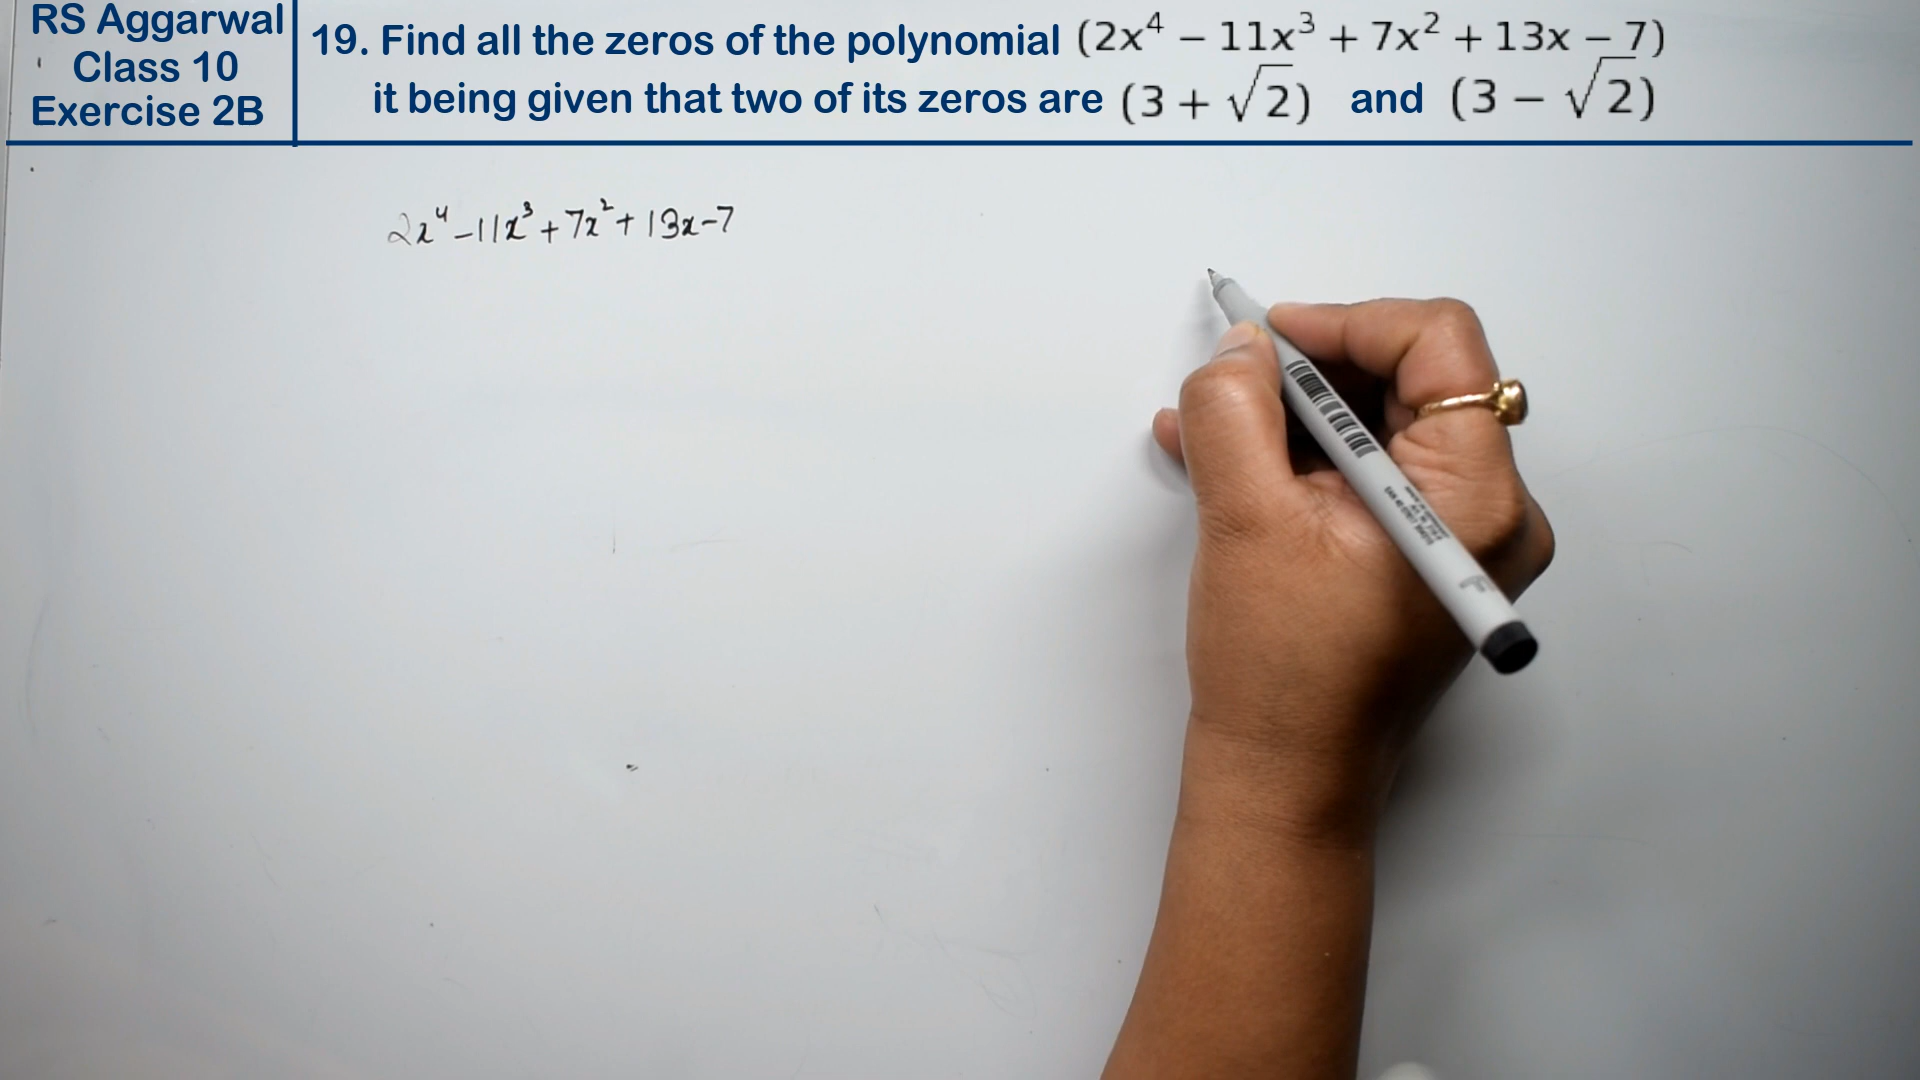 RS Aggarwal
Class 10
Exercise 2B
19. Find all the zeros of the polynomial (2x⁴ − 11x³ + 7x² + 13x − 7)
it being given that two of its zeros are (3 + √2) and (3 − √2)
2x⁴-11x³+7x²+13x-7